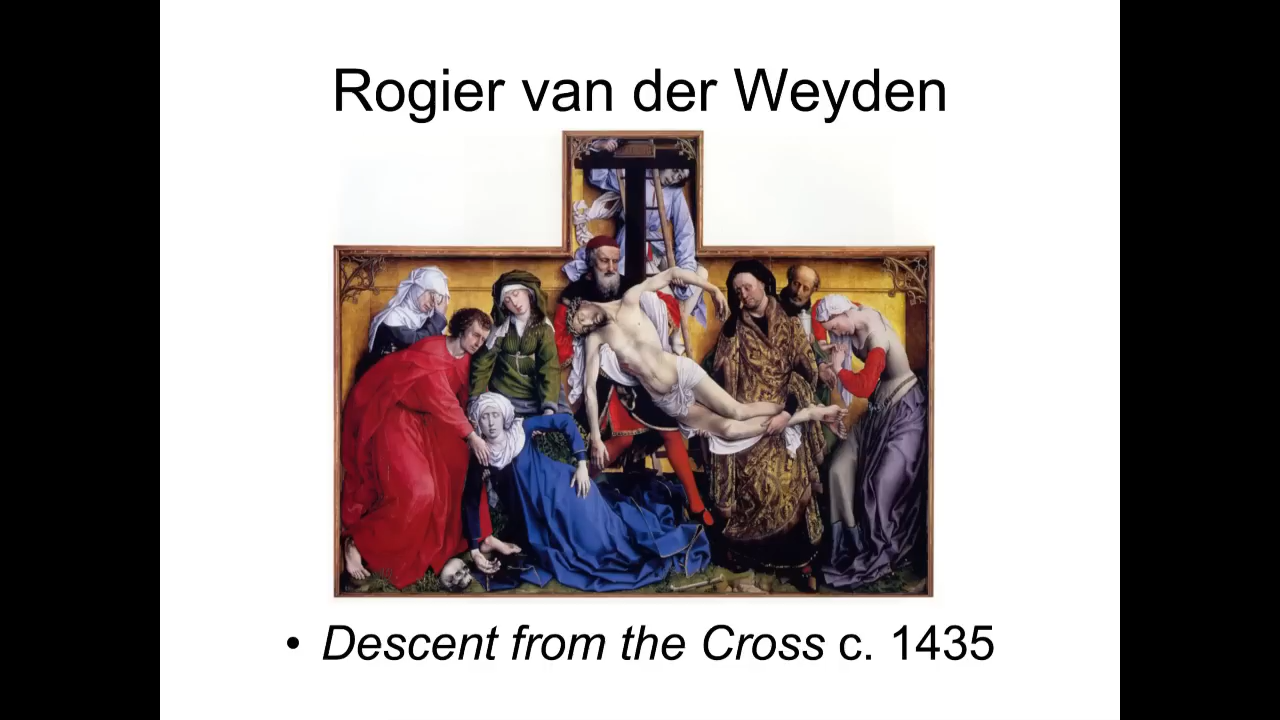 Rogier van der Weyden
• Descent from the Cross c. 1435